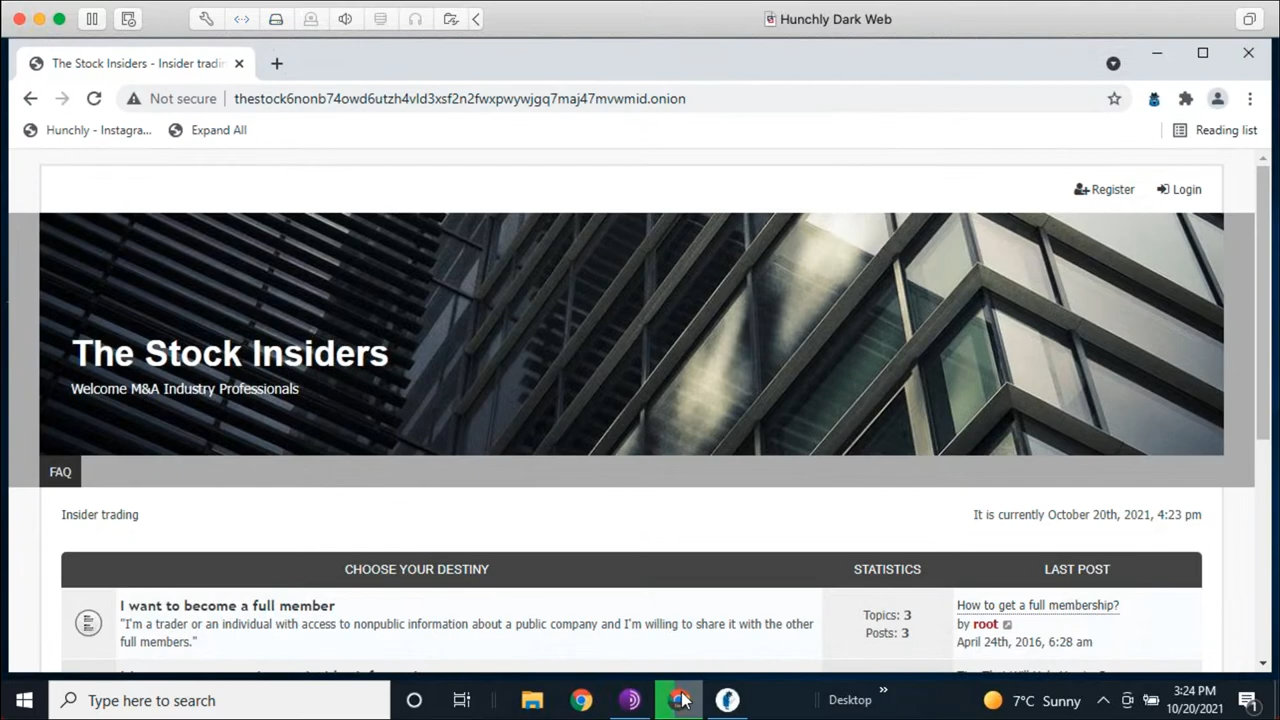 Hunchly Dark Web
The Stock Insiders - Insider tradin
Not secure thestock6nonb74owd6utzh4vld3xsf2n2fwxpwywjgq7maj47mvwmid.onion
Hunchly - Instagra... Expand All Reading list
Register Login
The Stock Insiders
Welcome M&A Industry Professionals
FAQ
Insider trading It is currently October 20th, 2021, 4:23 pm
CHOOSE YOUR DESTINY STATISTICS LAST POST
I want to become a full member
"I'm a trader or an individual with access to nonpublic information about a public company and I'm willing to share it with the other
full members."
Topics: 3
Posts: 3
How to get a full membership?
by root
April 24th, 2016, 6:28 am
Type here to search Desktop 7°C Sunny
3:24 PM
10/20/2021
1